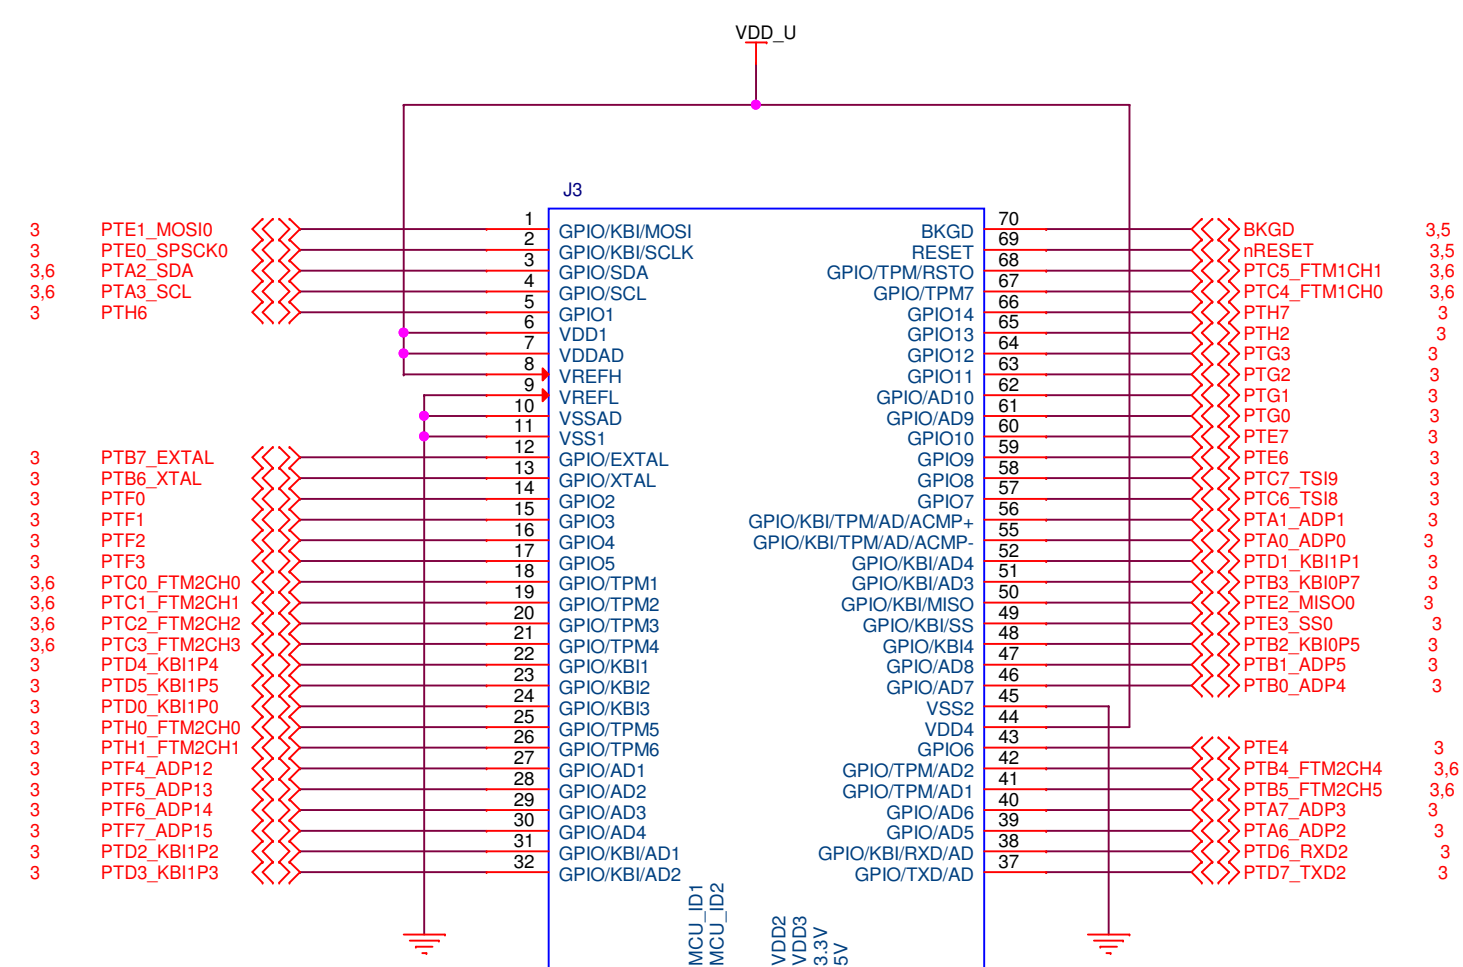 VDD_U
J3
3 PTE1_MOSI0 1 GPIO/KBI/MOSI BKGD 70 BKGD 3,5
3 PTE0_SPSCK0 2 GPIO/KBI/SCLK RESET 69 nRESET 3,5
3,6 PTA2_SDA 3 GPIO/SDA GPIO/TPM/RSTO 68 PTC5_FTM1CH1 3,6
3,6 PTA3_SCL 4 GPIO/SCL GPIO/TPM7 67 PTC4_FTM1CH0 3,6
3 PTH6 5 GPIO1 GPIO14 66 PTH7 3
6 VDD1 GPIO13 65 PTH2 3
7 VDDAD GPIO12 64 PTG3 3
8 VREFH GPIO11 63 PTG2 3
9 VREFL GPIO/AD10 62 PTG1 3
10 VSSAD GPIO/AD9 61 PTG0 3
11 VSS1 GPIO10 60 PTE7 3
3 PTB7_EXTAL 12 GPIO/EXTAL GPIO9 59 PTE6 3
3 PTB6_XTAL 13 GPIO/XTAL GPIO8 58 PTC7_TSI9 3
3 PTF0 14 GPIO2 GPIO7 57 PTC6_TSI8 3
3 PTF1 15 GPIO3 GPIO/KBI/TPM/AD/ACMP+ 56 PTA1_ADP1 3
3 PTF2 16 GPIO4 GPIO/KBI/TPM/AD/ACMP- 55 PTA0_ADP0 3
3 PTF3 17 GPIO5 GPIO/KBI/AD4 52 PTD1_KBI1P1 3
3,6 PTC0_FTM2CH0 18 GPIO/TPM1 GPIO/KBI/AD3 51 PTB3_KBI0P7 3
3,6 PTC1_FTM2CH1 19 GPIO/TPM2 GPIO/KBI/MISO 50 PTE2_MISO0 3
3,6 PTC2_FTM2CH2 20 GPIO/TPM3 GPIO/KBI/SS 49 PTE3_SS0 3
3,6 PTC3_FTM2CH3 21 GPIO/TPM4 GPIO/KBI4 48 PTB2_KBI0P5 3
3 PTD4_KBI1P4 22 GPIO/KBI1 GPIO/AD8 47 PTB1_ADP5 3
3 PTD5_KBI1P5 23 GPIO/KBI2 GPIO/AD7 46 PTB0_ADP4 3
3 PTD0_KBI1P0 24 GPIO/KBI3 VSS2 45
3 PTH0_FTM2CH0 25 GPIO/TPM5 VDD4 44
3 PTH1_FTM2CH1 26 GPIO/TPM6 GPIO6 43 PTE4 3
3 PTF4_ADP12 27 GPIO/AD1 GPIO/TPM/AD2 42 PTB4_FTM2CH4 3,6
3 PTF5_ADP13 28 GPIO/AD2 GPIO/TPM/AD1 41 PTB5_FTM2CH5 3,6
3 PTF6_ADP14 29 GPIO/AD3 GPIO/AD6 40 PTA7_ADP3 3
3 PTF7_ADP15 30 GPIO/AD4 GPIO/AD5 39 PTA6_ADP2 3
3 PTD2_KBI1P2 31 GPIO/KBI/AD1 GPIO/KBI/RXD/AD 38 PTD6_RXD2 3
3 PTD3_KBI1P3 32 GPIO/KBI/AD2 GPIO/TXD/AD 37 PTD7_TXD2 3
MCU_ID1
MCU_ID2
VDD2
VDD3
3.3V
5V